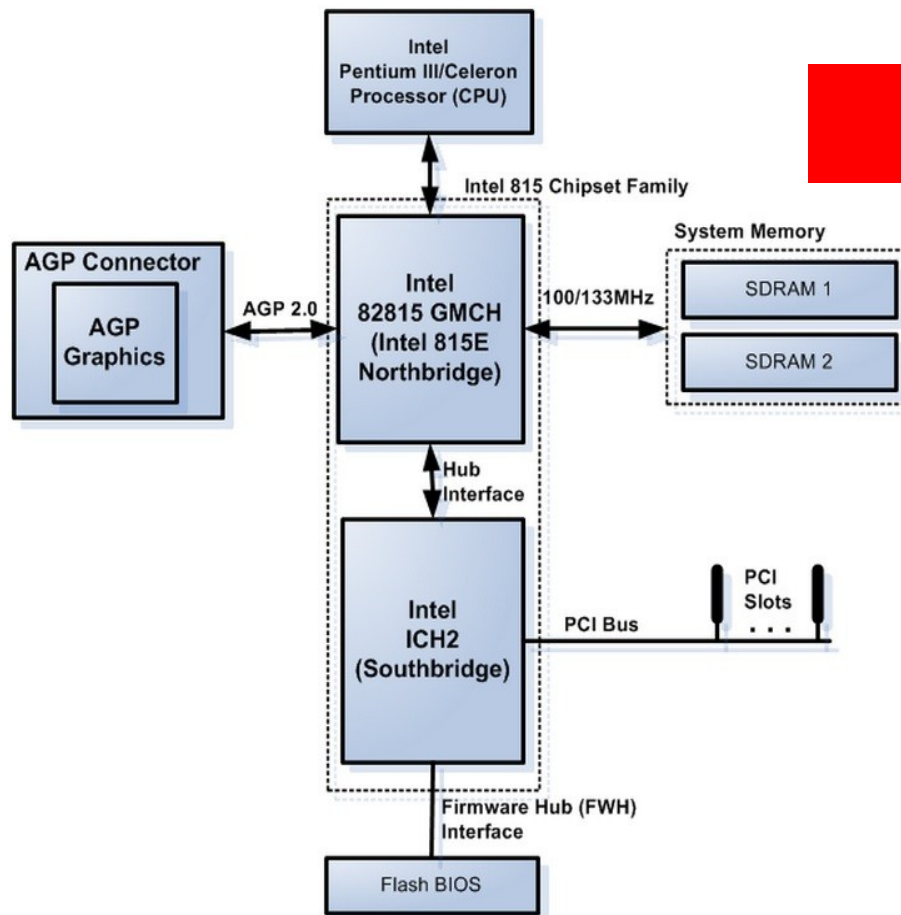 Intel
Pentium III/Celeron
Processor (CPU)
Intel 815 Chipset Family
System Memory
AGP Connector
AGP
Graphics
AGP 2.0
Intel
82815 GMCH
(Intel 815E
Northbridge)
100/133MHz
SDRAM 1
SDRAM 2
Hub
Interface
Intel
ICH2
(Southbridge)
PCI Bus
PCI
Slots
. . .
Firmware Hub (FWH)
Interface
Flash BIOS